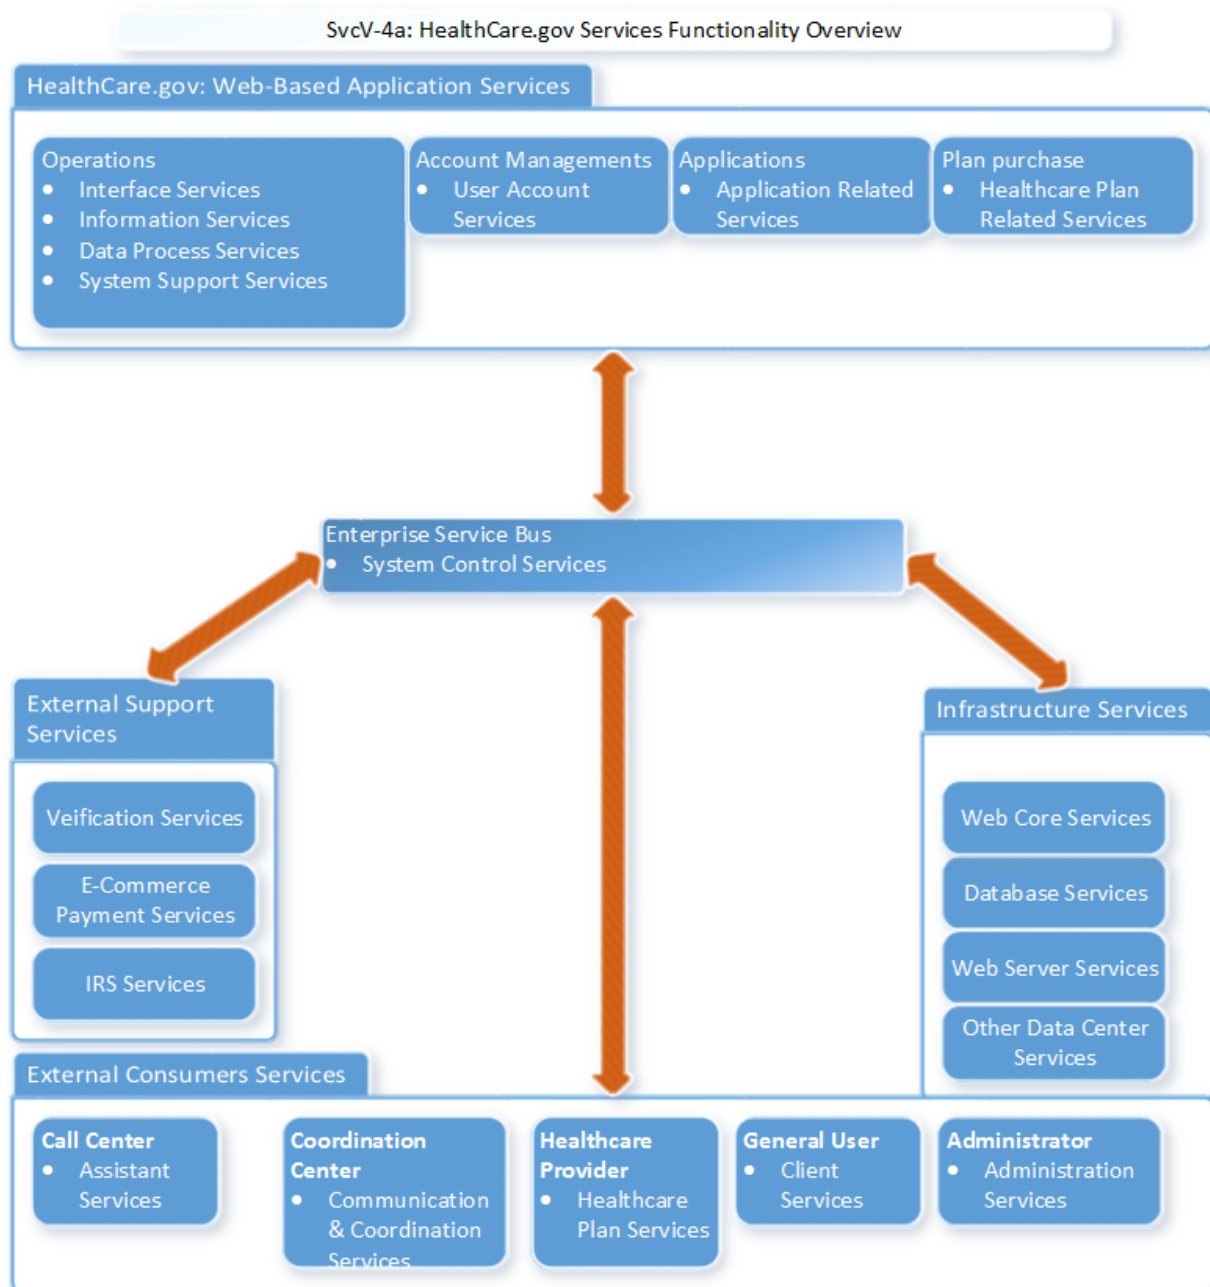 SvcV-4a: HealthCare.gov Services Functionality Overview
HealthCare.gov: Web-Based Application Services
Operations
• Interface Services
• Information Services
• Data Process Services
• System Support Services
Account Managements
• User Account
Services
Applications
• Application Related
Services
Plan purchase
• Healthcare Plan
Related Services
Enterprise Service Bus
• System Control Services
External Support
Services
Veification Services
E-Commerce
Payment Services
IRS Services
Infrastructure Services
Web Core Services
Database Services
Web Server Services
Other Data Center
Services
External Consumers Services
Call Center
• Assistant
Services
Coordination
Center
• Communication
& Coordination
Services
Healthcare
Provider
• Healthcare
Plan Services
General User
• Client
Services
Administrator
• Administration
Services